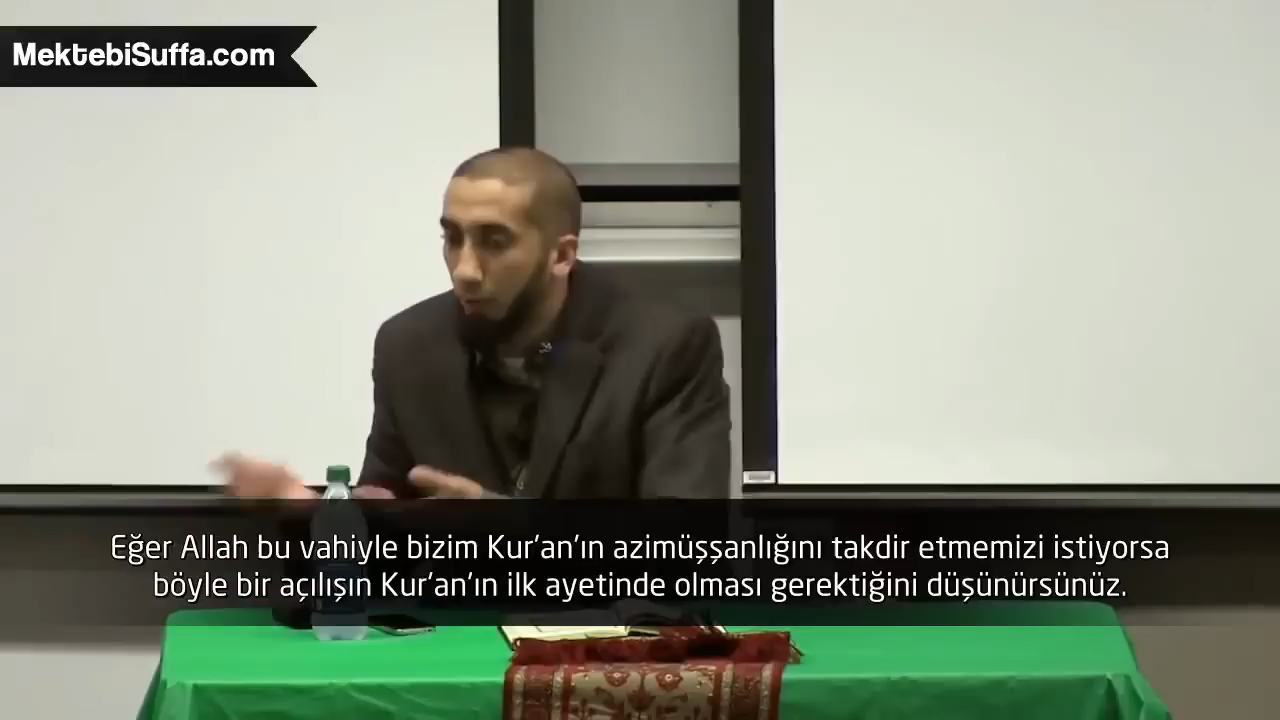 MektebiSuffa.com
Eğer Allah bu vahiyle bizim Kur'an'ın azimüşşanlığını takdir etmemizi istiyorsa
böyle bir açılışın Kur'an'ın ilk ayetinde olması gerektiğini düşünürsünüz.